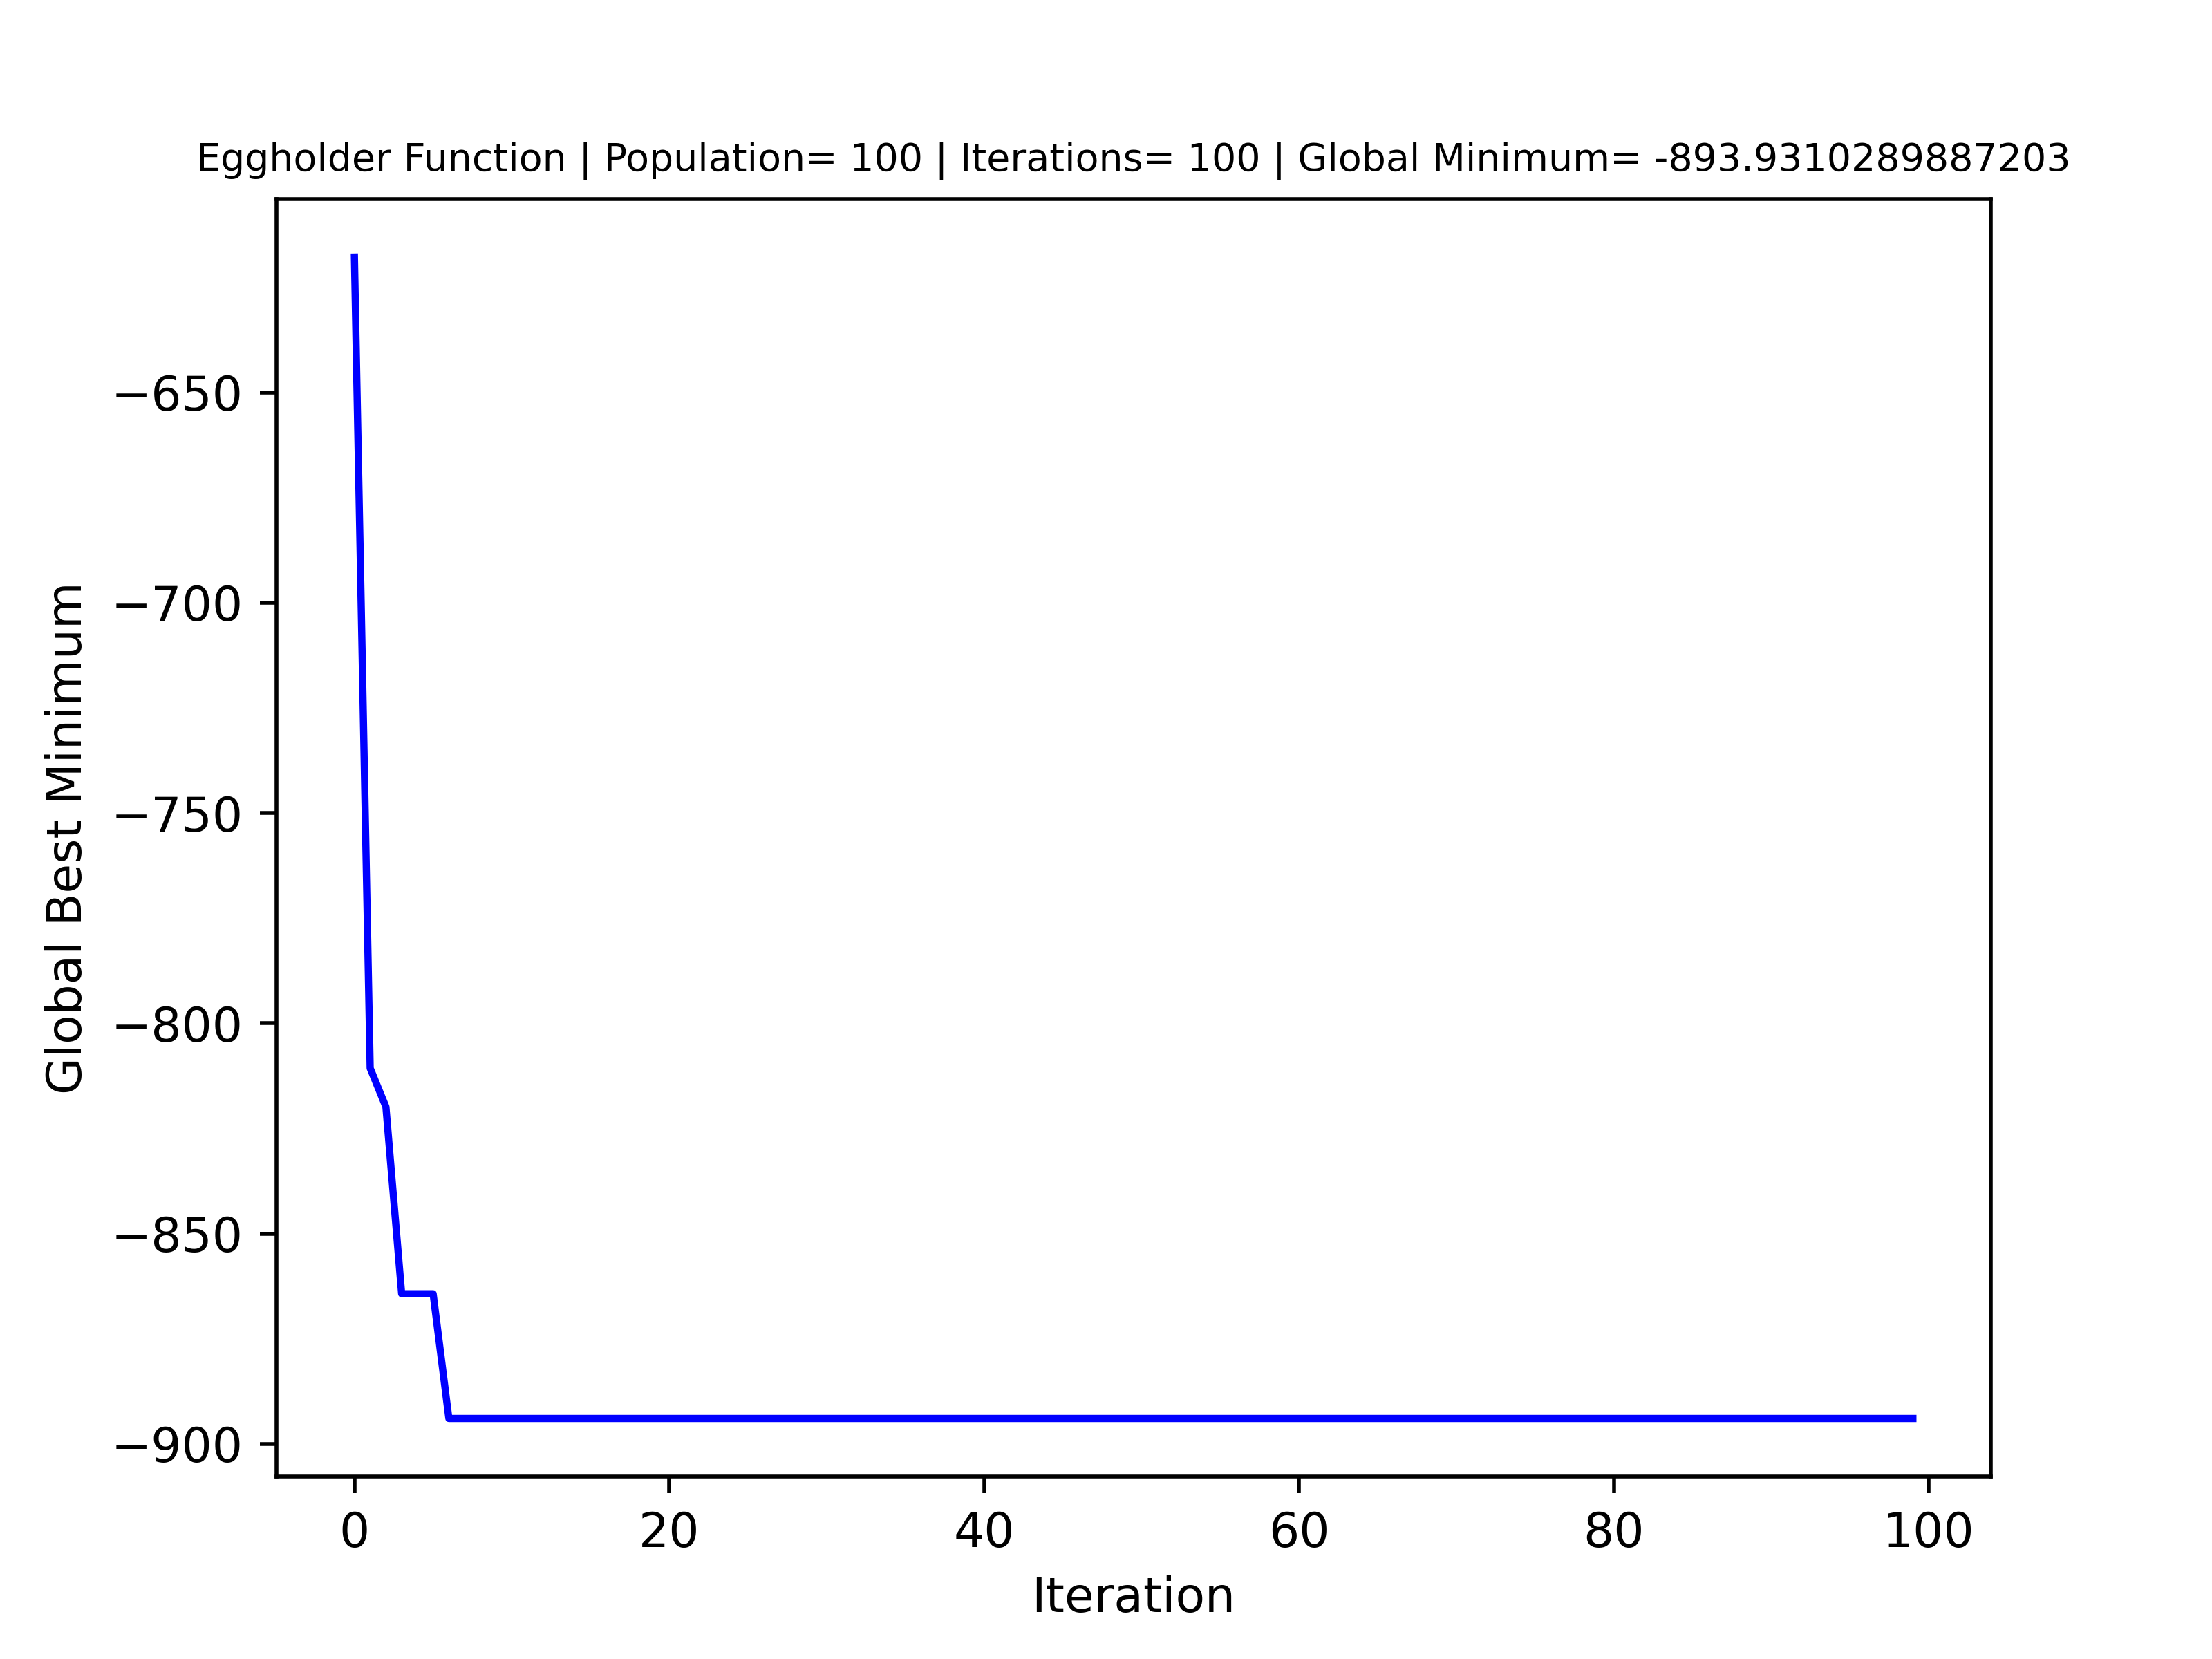 Eggholder Function | Population= 100 | Iterations= 100 | Global Minimum= -893.9310289887203
Global Best Minimum
−650
−700
−750
−800
−850
−900
0 20 40 60 80 100
Iteration